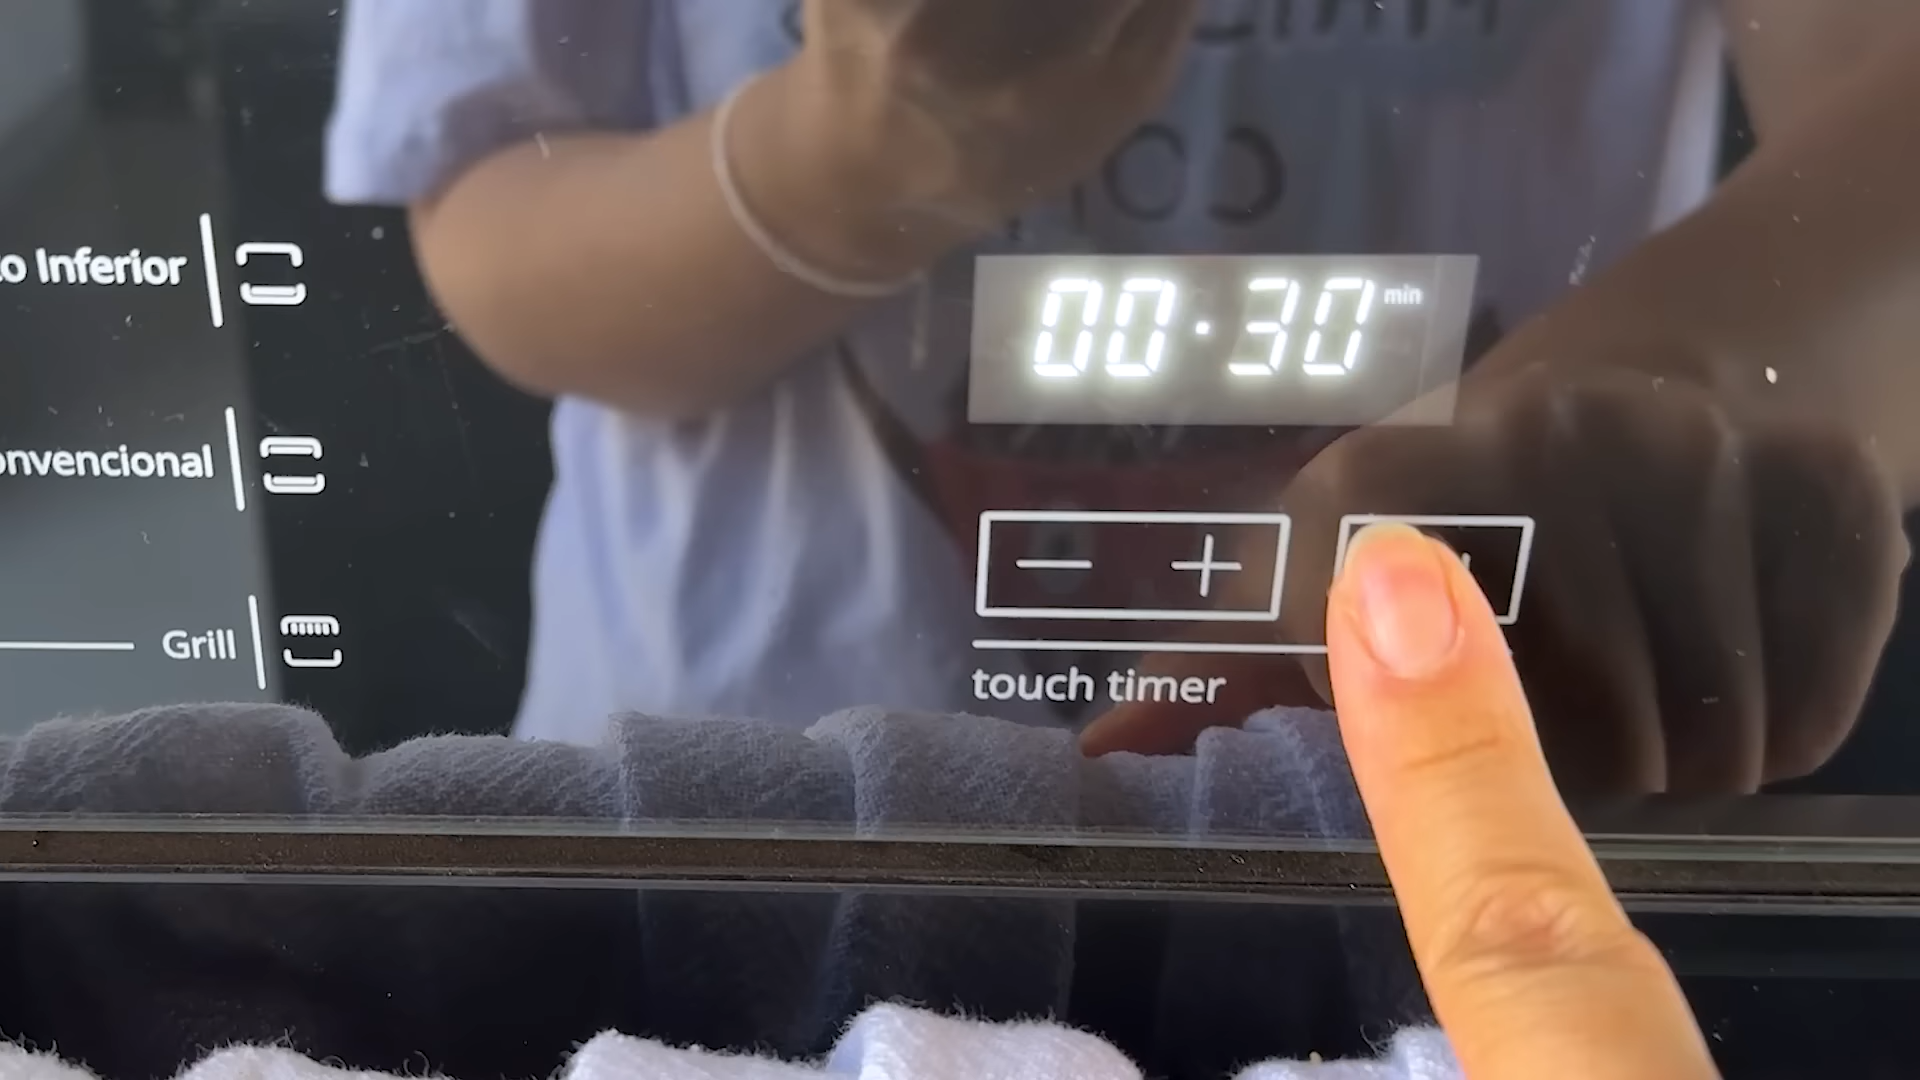 o Inferior
00·30 min
onvencional
− +
Grill
touch timer